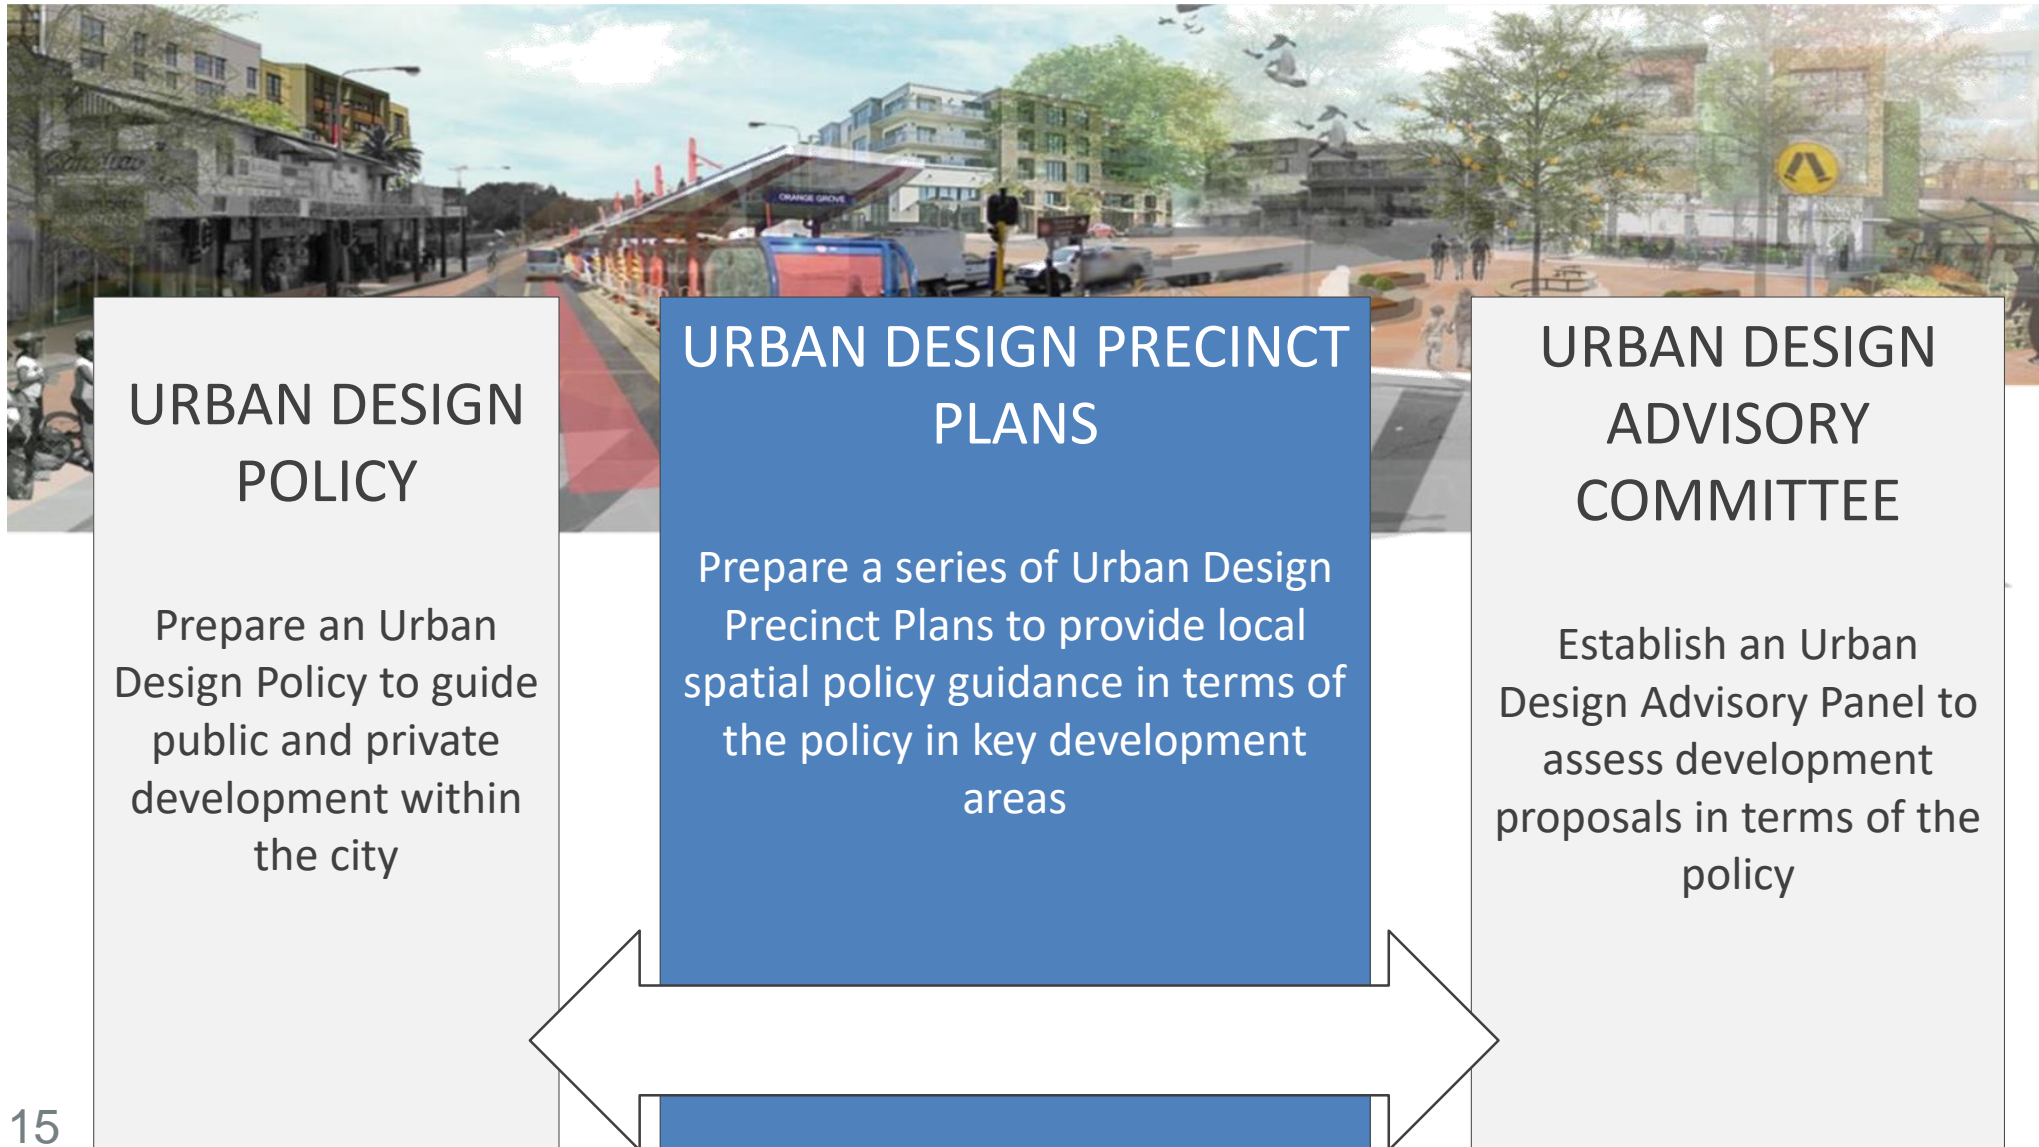 ORANGE GROVE
URBAN DESIGN
POLICY
Prepare an Urban
Design Policy to guide
public and private
development within
the city
URBAN DESIGN PRECINCT
PLANS
Prepare a series of Urban Design
Precinct Plans to provide local
spatial policy guidance in terms of
the policy in key development
areas
URBAN DESIGN
ADVISORY
COMMITTEE
Establish an Urban
Design Advisory Panel to
assess development
proposals in terms of the
policy
15